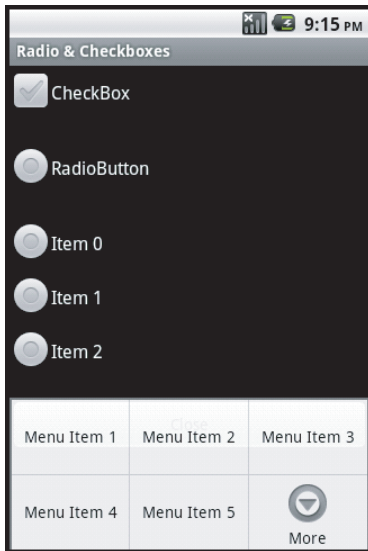 9:15 PM
Radio & Checkboxes
CheckBox
RadioButton
Item 0
Item 1
Item 2
Close
Menu Item 1 Menu Item 2 Menu Item 3
Menu Item 4 Menu Item 5 More